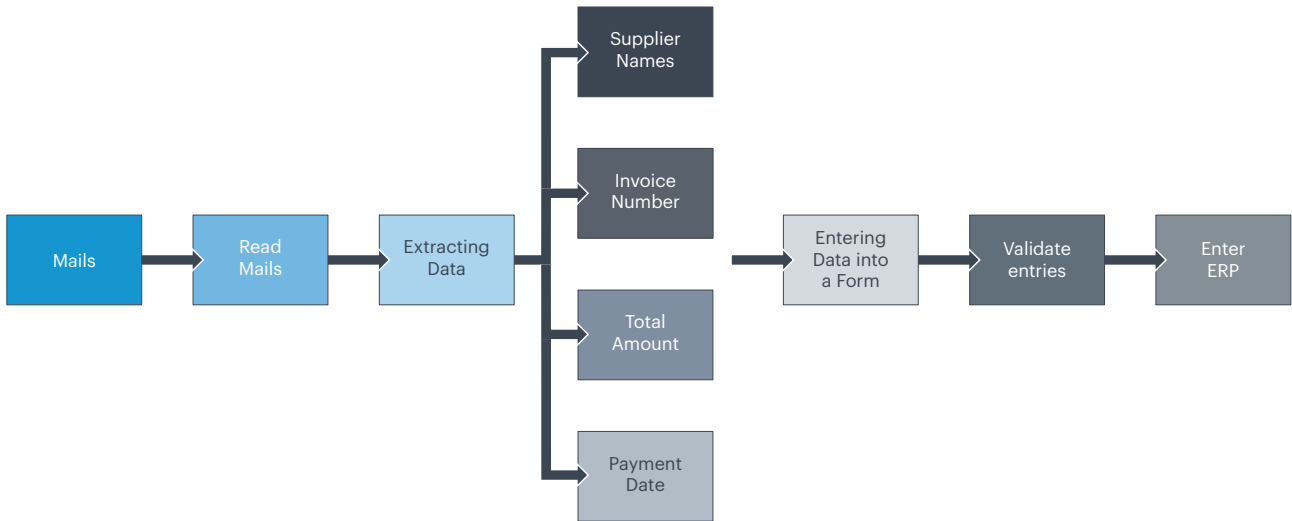 Mails
Read
Mails
Extracting
Data
Supplier
Names
Invoice
Number
Total
Amount
Payment
Date
Entering
Data into
a Form
Validate
entries
Enter
ERP